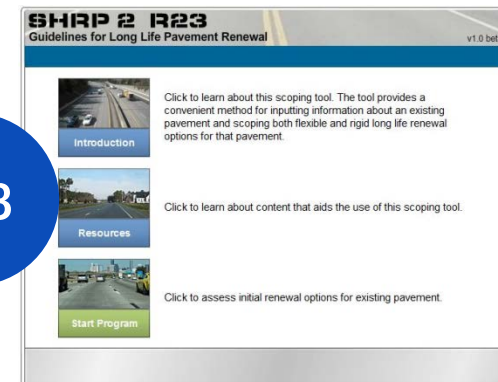 SHRP 2 R23
Guidelines for Long Life Pavement Renewal
v1.0 bet
Introduction
Click to learn about this scoping tool. The tool provides a
convenient method for inputting information about an existing
pavement and scoping both flexible and rigid long life renewal
options for that pavement.
3
Resources
Click to learn about content that aids the use of this scoping tool.
Start Program
Click to assess initial renewal options for existing pavement.